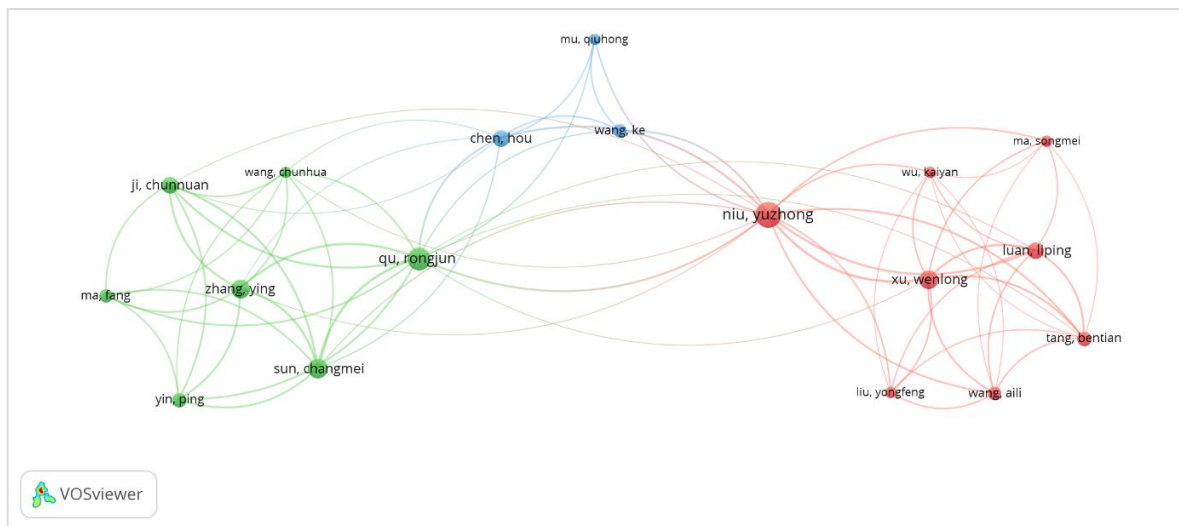 mu, qiuhong
chen, hou
wang, ke
ma, songmei
wang, chunhua
wu, kaiyan
ji, chunnuan
niu, yuzhong
luan, liping
qu, rongjun
xu, wenlong
zhang, ying
ma, fang
tang, bentian
sun, changmei
liu, yongfeng
wang, aili
yin, ping
VOSviewer